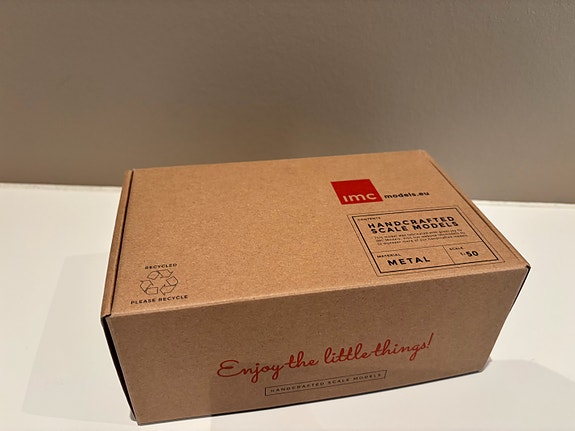 imc models.eu
CONTENTS
HANDCRAFTED
SCALE MODELS
MATERIAL
METAL
SCALE
1:50
RECYCLED
PLEASE RECYCLE
Enjoy the little things!
HANDCRAFTED SCALE MODELS